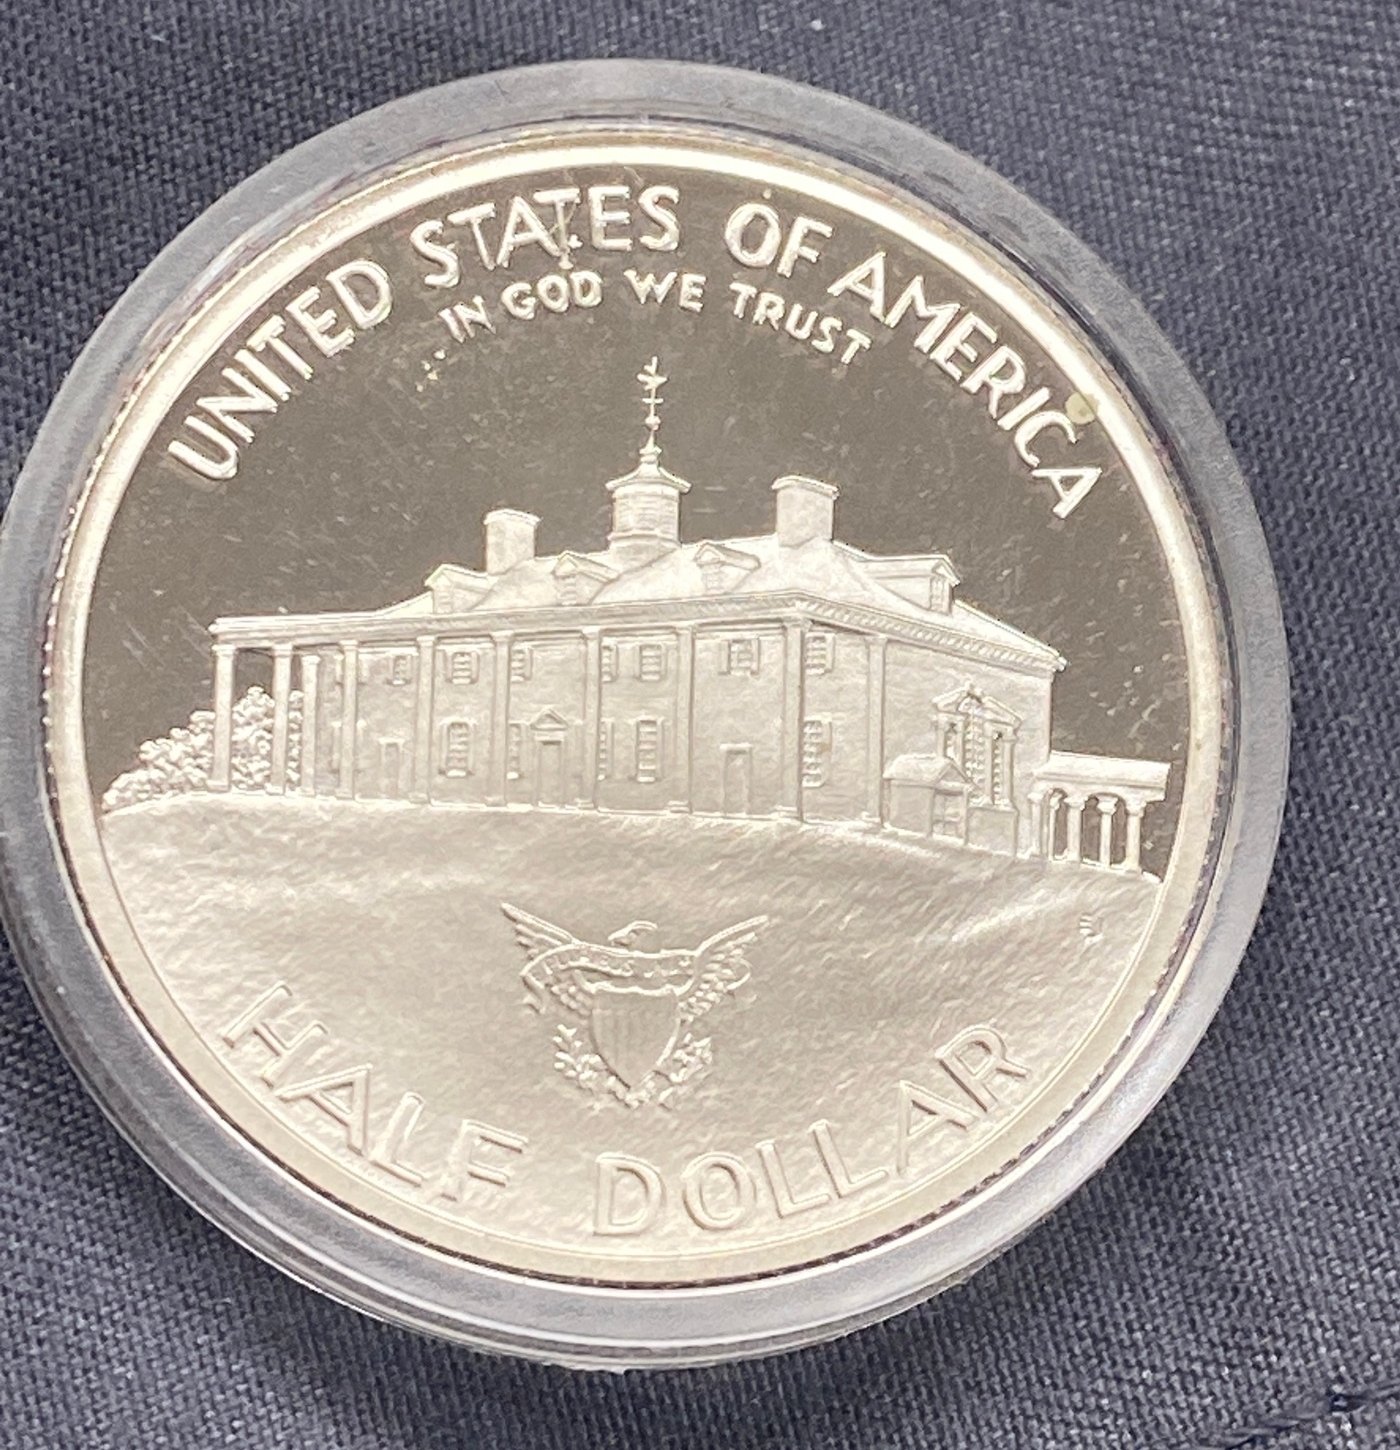 UNITED STATES OF AMERICA
IN GOD WE TRUST
HALF DOLLAR